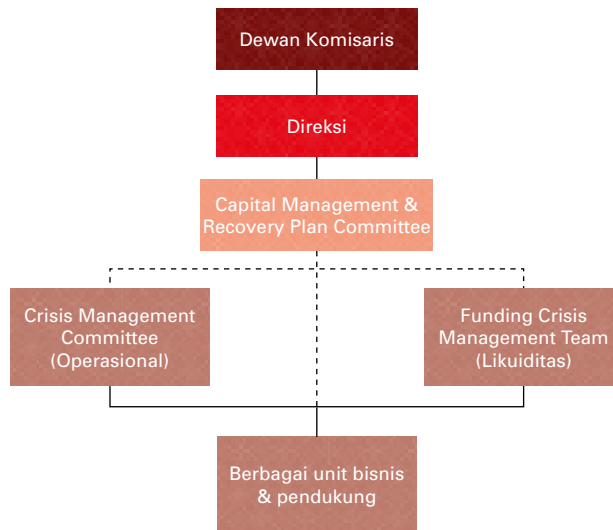 Dewan Komisaris
Direksi
Capital Management &
Recovery Plan Committee
Crisis Management
Committee
(Operasional)
Funding Crisis
Management Team
(Likuiditas)
Berbagai unit bisnis
& pendukung